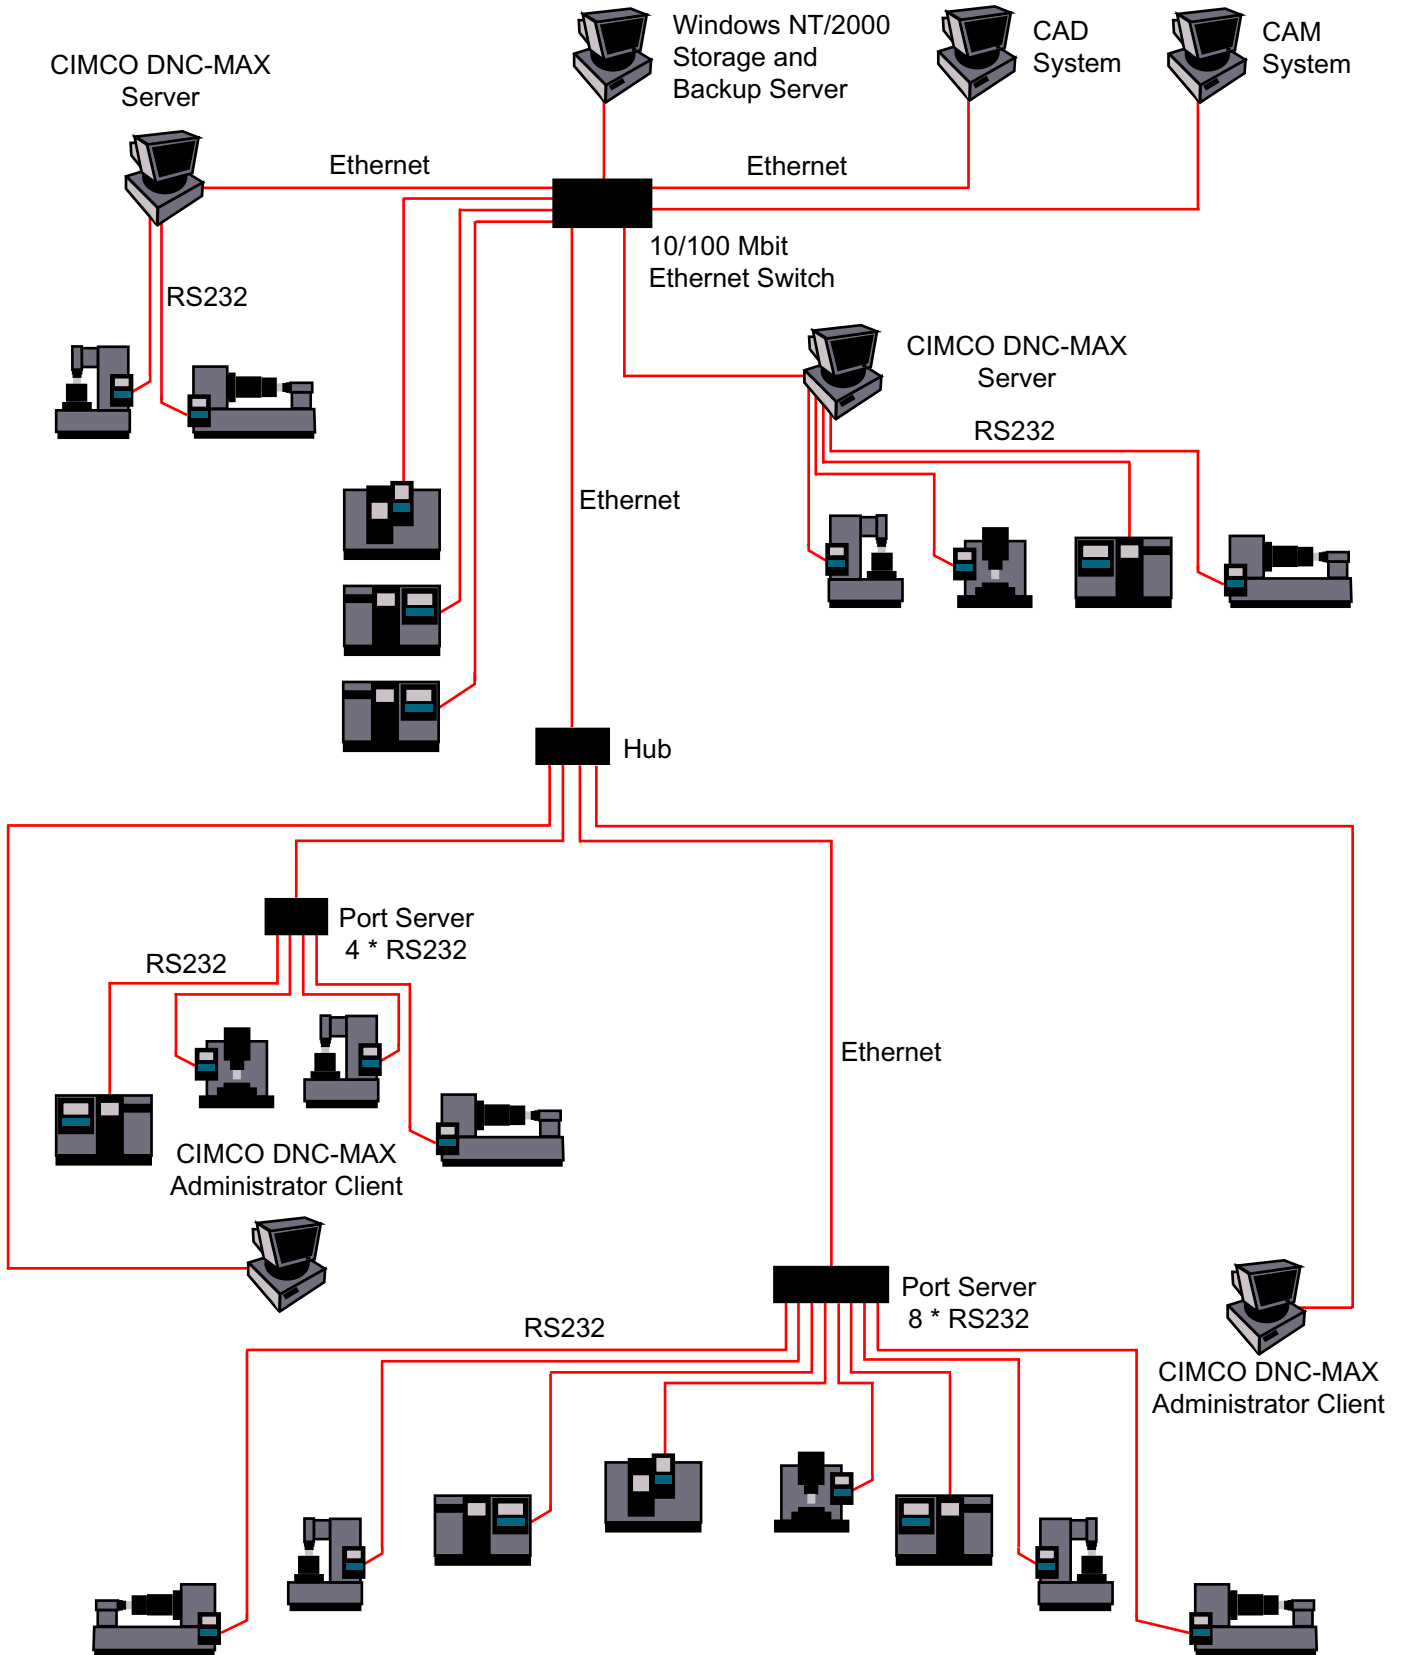 Windows NT/2000
Storage and
Backup Server
CAD
System
CAM
System
CIMCO DNC-MAX
Server
Ethernet
Ethernet
10/100 Mbit
Ethernet Switch
RS232
CIMCO DNC-MAX
Server
RS232
Ethernet
Hub
Port Server
4 * RS232
RS232
Ethernet
CIMCO DNC-MAX
Administrator Client
Port Server
8 * RS232
RS232
CIMCO DNC-MAX
Administrator Client